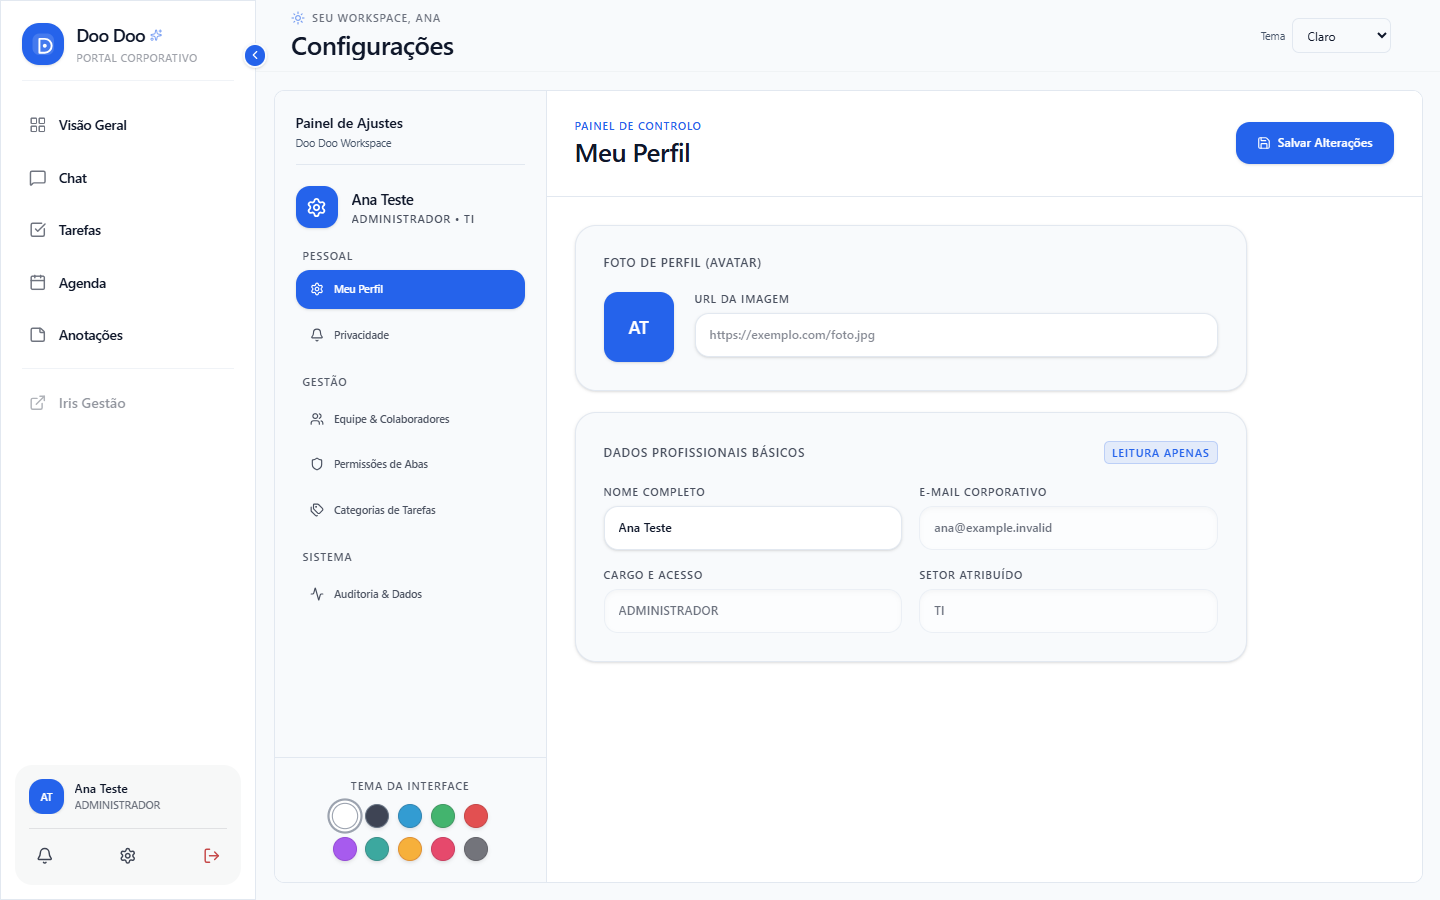 Doo Doo
PORTAL CORPORATIVO
Visão Geral
Chat
Tarefas
Agenda
Anotações
Iris Gestão
AT
Ana Teste
ADMINISTRADOR
SEU WORKSPACE, ANA
Configurações
Tema
Claro
Painel de Ajustes
Doo Doo Workspace
Ana Teste
ADMINISTRADOR • TI
PESSOAL
Meu Perfil
Privacidade
GESTÃO
Equipe & Colaboradores
Permissões de Abas
Categorias de Tarefas
SISTEMA
Auditoria & Dados
TEMA DA INTERFACE
PAINEL DE CONTROLO
Meu Perfil
Salvar Alterações
FOTO DE PERFIL (AVATAR)
AT
URL DA IMAGEM
https://exemplo.com/foto.jpg
DADOS PROFISSIONAIS BÁSICOS
LEITURA APENAS
NOME COMPLETO
Ana Teste
E-MAIL CORPORATIVO
ana@example.invalid
CARGO E ACESSO
ADMINISTRADOR
SETOR ATRIBUÍDO
TI